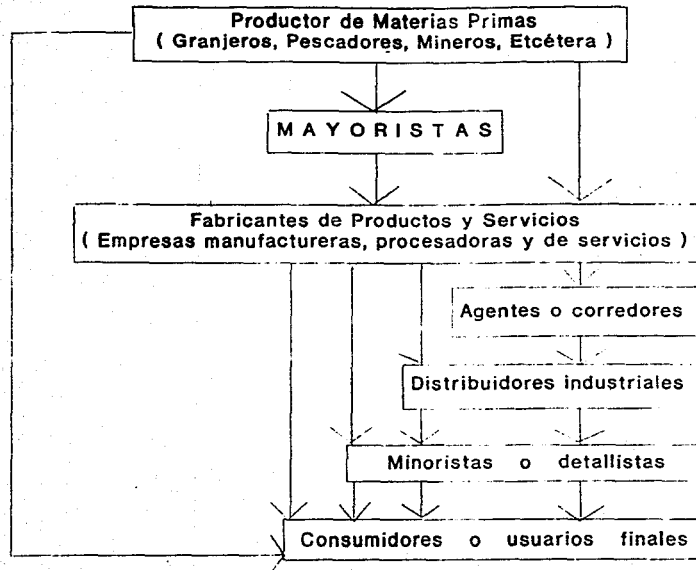 Productor de Materias Primas
( Granjeros, Pescadores, Mineros, Etcétera )
M A Y O R I S T A S
Fabricantes de Productos y Servicios
( Empresas manufactureras, procesadoras y de servicios )
Agentes o corredores
Distribuidores industriales
Minoristas o detallistas
Consumidores o usuarios finales